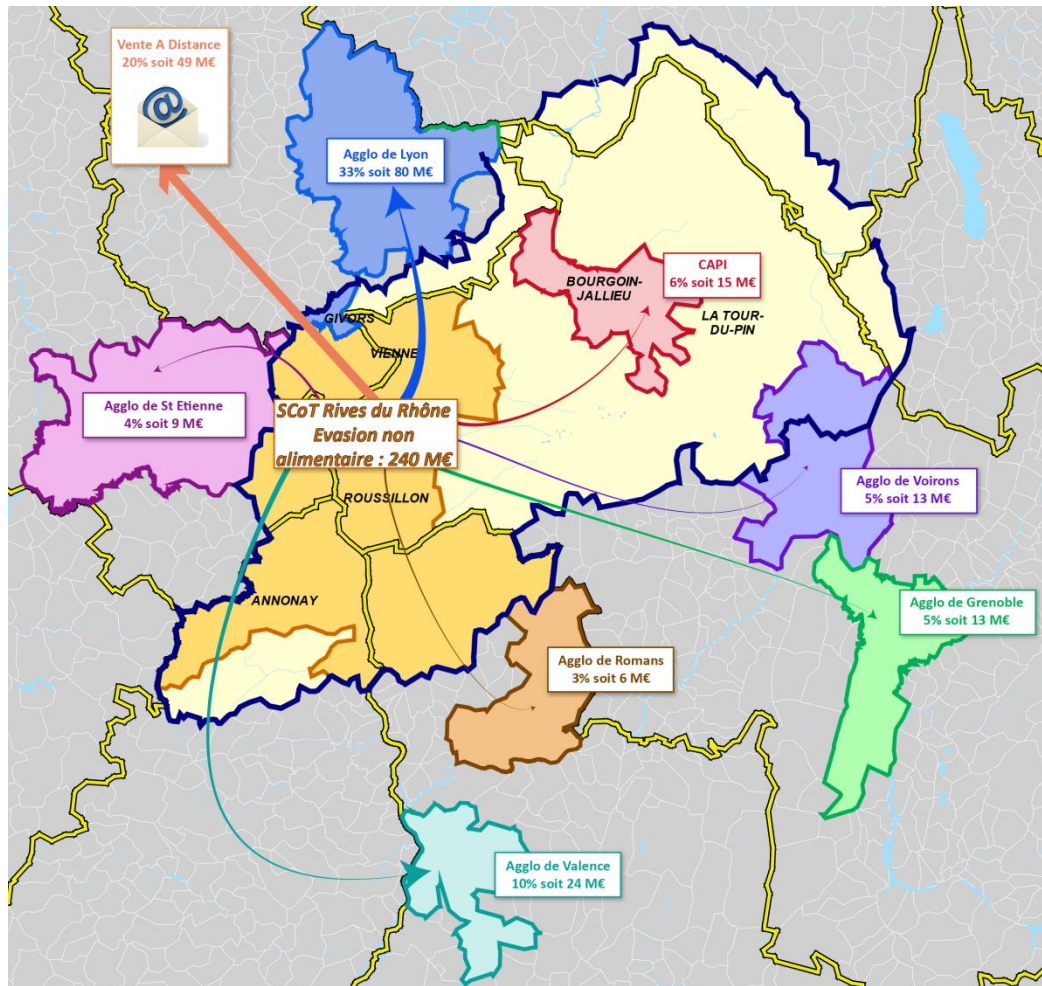 Vente A Distance
20% soit 49 M€
@
Agglo de Lyon
33% soit 80 M€
CAPI
6% soit 15 M€
BOURGOIN-
JALLIEU
LA TOUR-
DU-PIN
GIVORS
VIENNE
Agglo de St Etienne
4% soit 9 M€
SCoT Rives du Rhône
Evasion non
alimentaire : 240 M€
Agglo de Voirons
5% soit 13 M€
ROUSSILLON
ANNONAY
Agglo de Grenoble
5% soit 13 M€
Agglo de Romans
3% soit 6 M€
Agglo de Valence
10% soit 24 M€